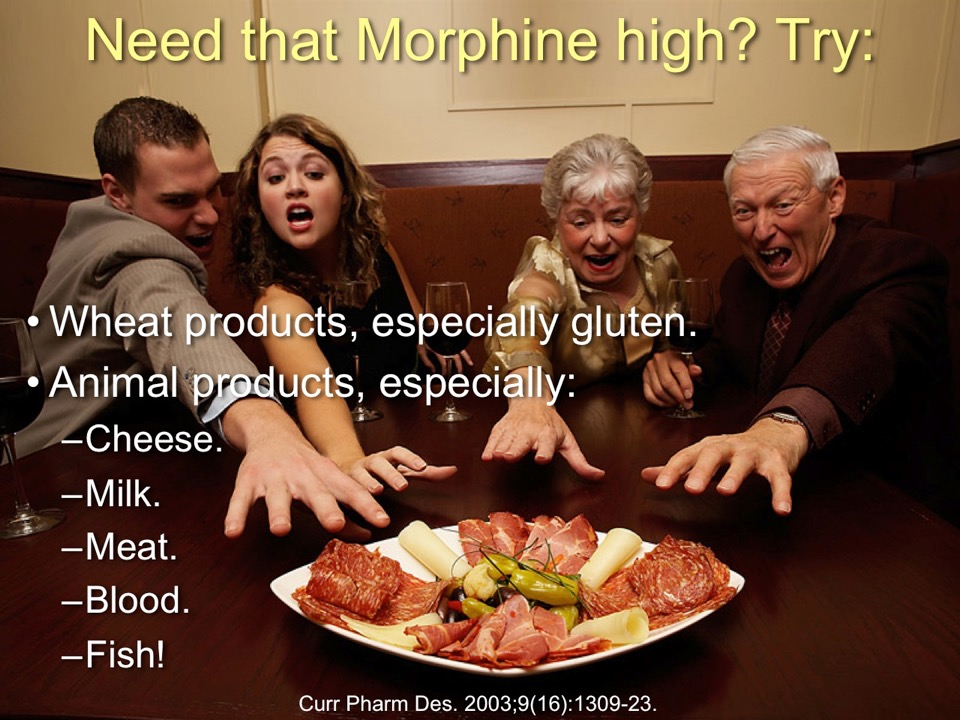 Need that Morphine high? Try:
• Wheat products, especially gluten.
• Animal products, especially:
–Cheese.
–Milk.
–Meat.
–Blood.
–Fish!
Curr Pharm Des. 2003;9(16):1309-23.